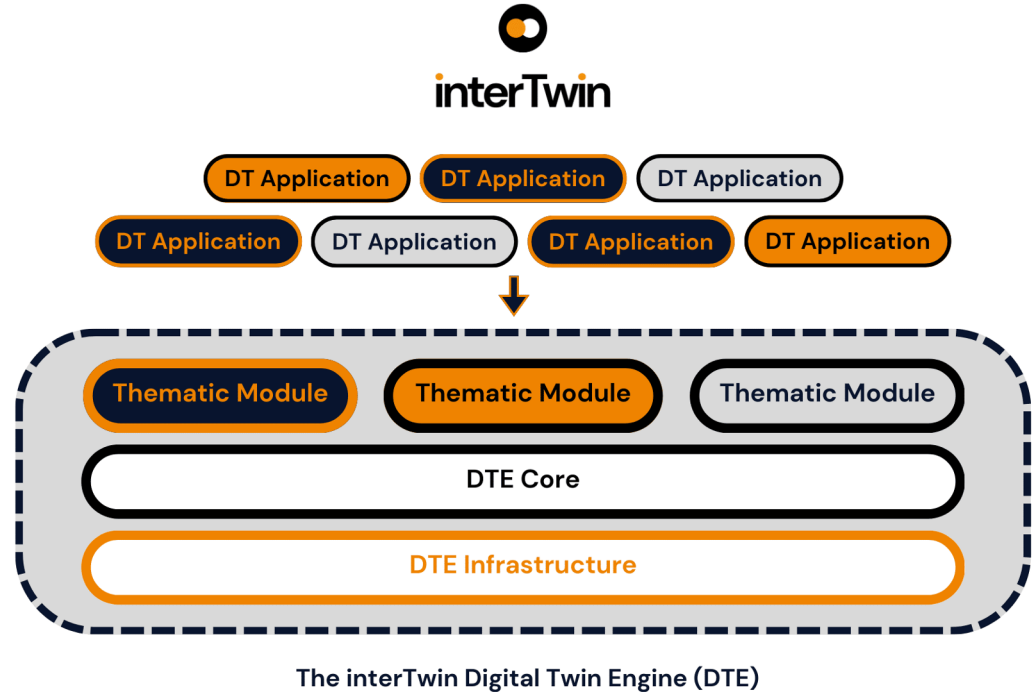 interTwin
DT Application DT Application DT Application
DT Application DT Application DT Application DT Application
Thematic Module Thematic Module Thematic Module
DTE Core
DTE Infrastructure
The interTwin Digital Twin Engine (DTE)